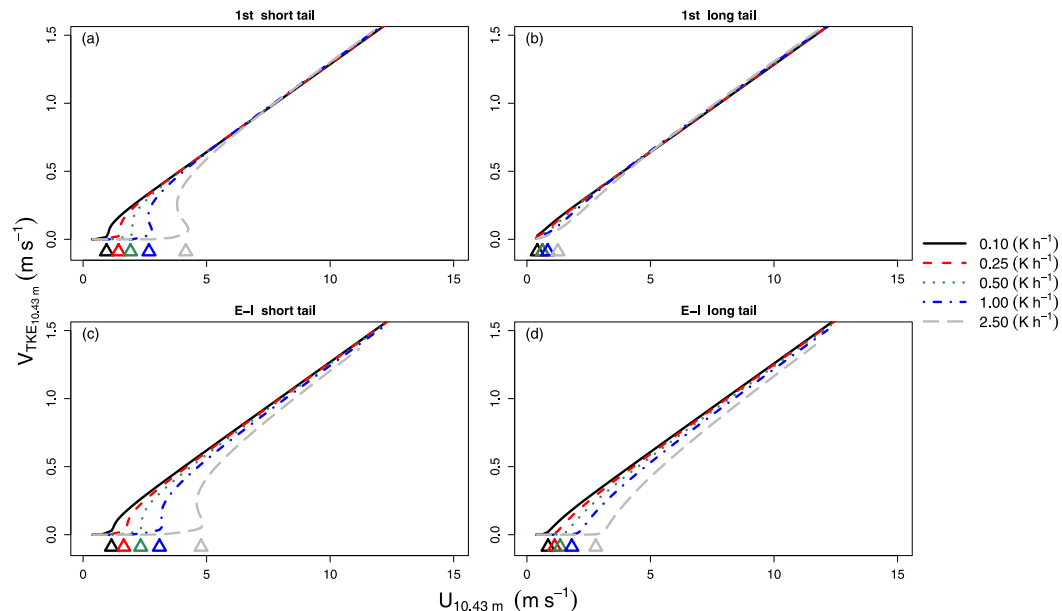 1st short tail
1st long tail
(a)
(b)
1.5
1.0
0.5
0.0
0 5 10 15
1.5
1.0
0.5
0.0
0 5 10 15
E−l short tail
E−l long tail
(c)
(d)
1.5
1.0
0.5
0.0
0 5 10 15
1.5
1.0
0.5
0.0
0 5 10 15
V_TKE_10.43 m (m s⁻¹)
U_10.43 m (m s⁻¹)
0.10 (K h⁻¹)
0.25 (K h⁻¹)
0.50 (K h⁻¹)
1.00 (K h⁻¹)
2.50 (K h⁻¹)